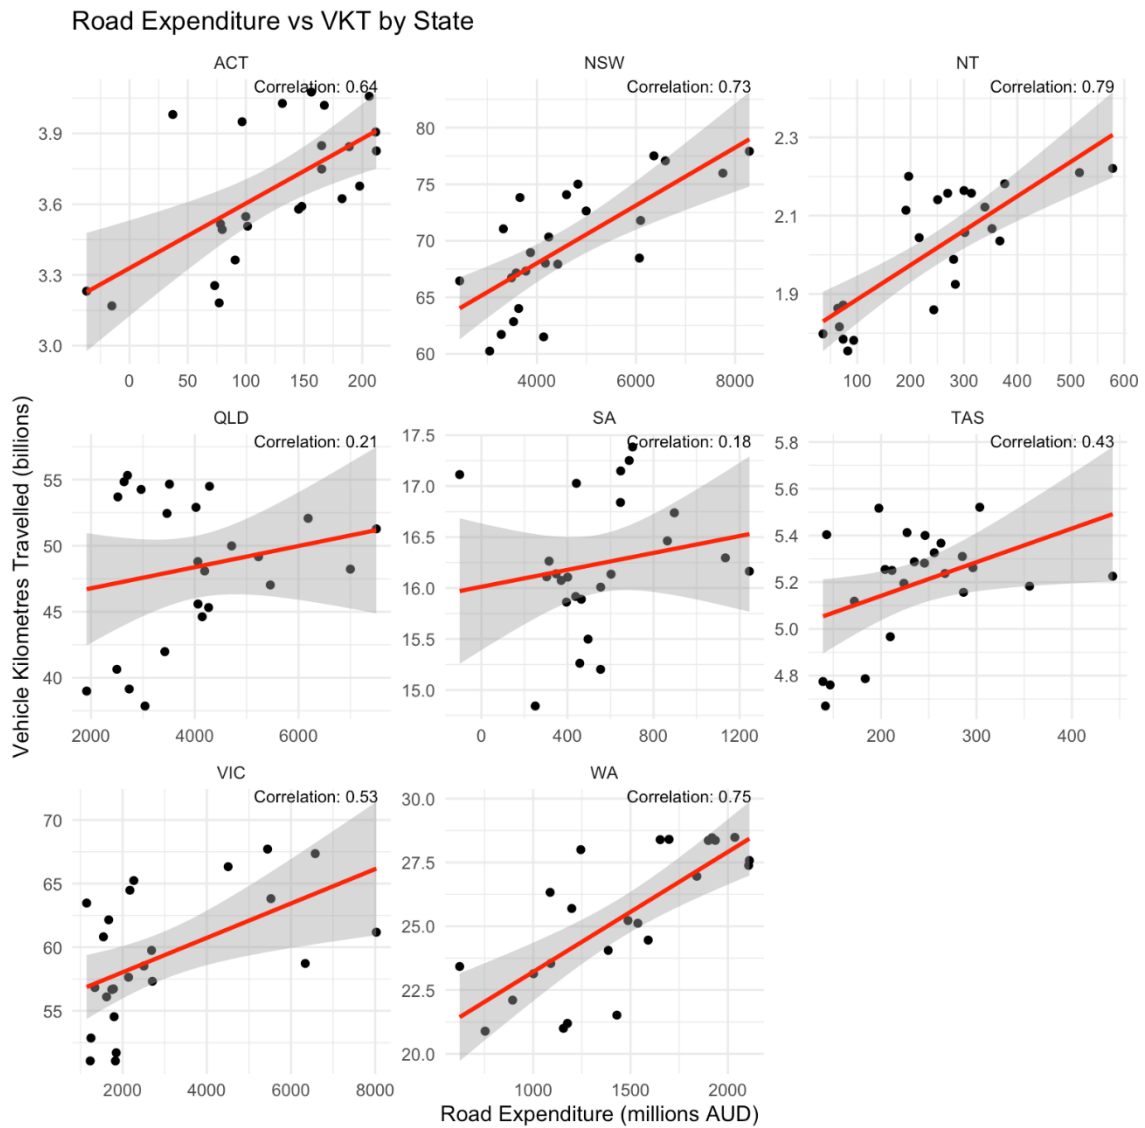 Road Expenditure vs VKT by State
ACT
NSW
NT
Correlation: 0.64
Correlation: 0.73
Correlation: 0.79
3.9
3.6
3.3
3.0
0 50 100 150 200
80
75
70
65
60
4000 6000 8000
2.3
2.1
1.9
100 200 300 400 500 600
QLD
SA
TAS
Correlation: 0.21
Correlation: 0.18
Correlation: 0.43
55
50
45
40
2000 4000 6000
17.5
17.0
16.5
16.0
15.5
15.0
0 400 800 1200
5.8
5.6
5.4
5.2
5.0
4.8
200 300 400
VIC
WA
Correlation: 0.53
Correlation: 0.75
70
65
60
55
2000 4000 6000 8000
30.0
27.5
25.0
22.5
20.0
1000 1500 2000
Vehicle Kilometres Travelled (billions)
Road Expenditure (millions AUD)